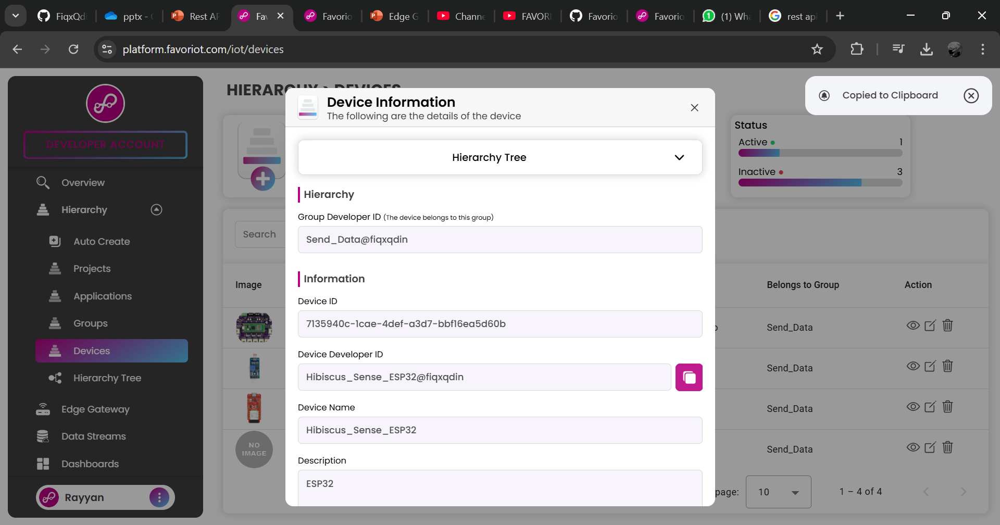 FiqxQd
pptx -
Rest AP
Fav
Favorio
Edge G
Channe
FAVORI
Favorio
Favorio
(1) Wha
rest api
platform.favoriot.com/iot/devices
DEVELOPER ACCOUNT
Overview
Hierarchy
Auto Create
Projects
Applications
Groups
Devices
Hierarchy Tree
Edge Gateway
Data Streams
Dashboards
Rayyan
HIERARCHY > DEVICES
Copied to Clipboard
Status
Active
1
Inactive
3
Search
Image
Belongs to Group
Action
Send_Data
Send_Data
Send_Data
NO
IMAGE
Send_Data
page:
10
1 – 4 of 4
Device Information
The following are the details of the device
Hierarchy Tree
Hierarchy
Group Developer ID (The device belongs to this group)
Send_Data@fiqxqdin
Information
Device ID
7135940c-1cae-4def-a3d7-bbf16ea5d60b
Device Developer ID
Hibiscus_Sense_ESP32@fiqxqdin
Device Name
Hibiscus_Sense_ESP32
Description
ESP32